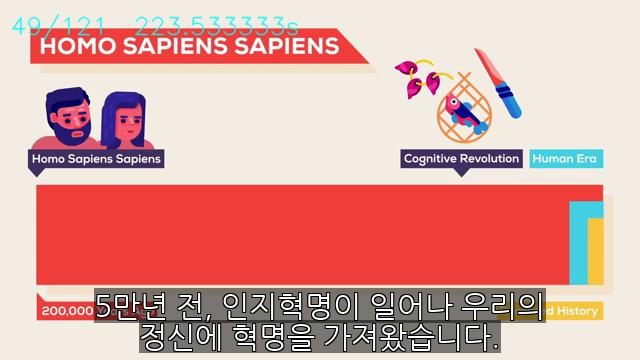 49/121 223.533333s
HOMO SAPIENS SAPIENS
Homo Sapiens Sapiens
Cognitive Revolution
Human Era
200,000
History
5만년 전, 인지혁명이 일어나 우리의
정신에 혁명을 가져왔습니다.